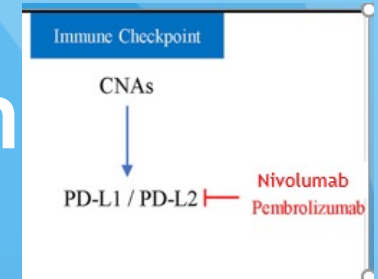 n
Immune Checkpoint
CNAs
PD-L1 / PD-L2
Nivolumab
Pembrolizumab